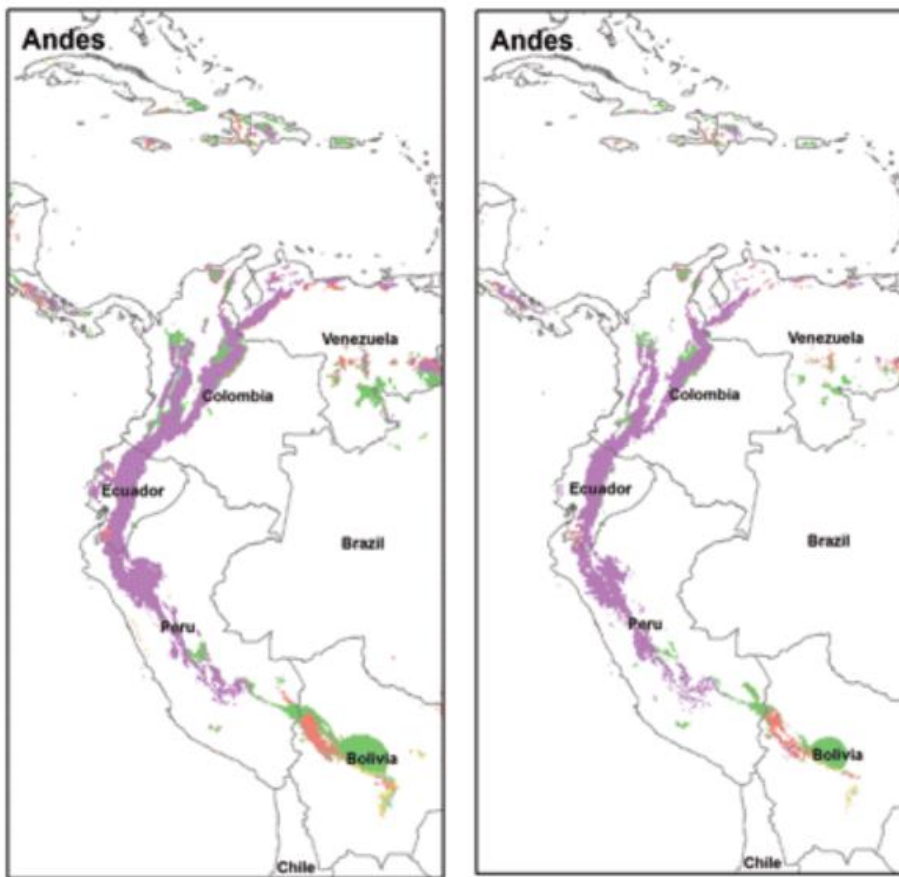 Andes
Venezuela
Colombia
Ecuador
Brazil
Peru
Bolivia
Chile
Andes
Venezuela
Colombia
Ecuador
Brazil
Peru
Bolivia
Chile